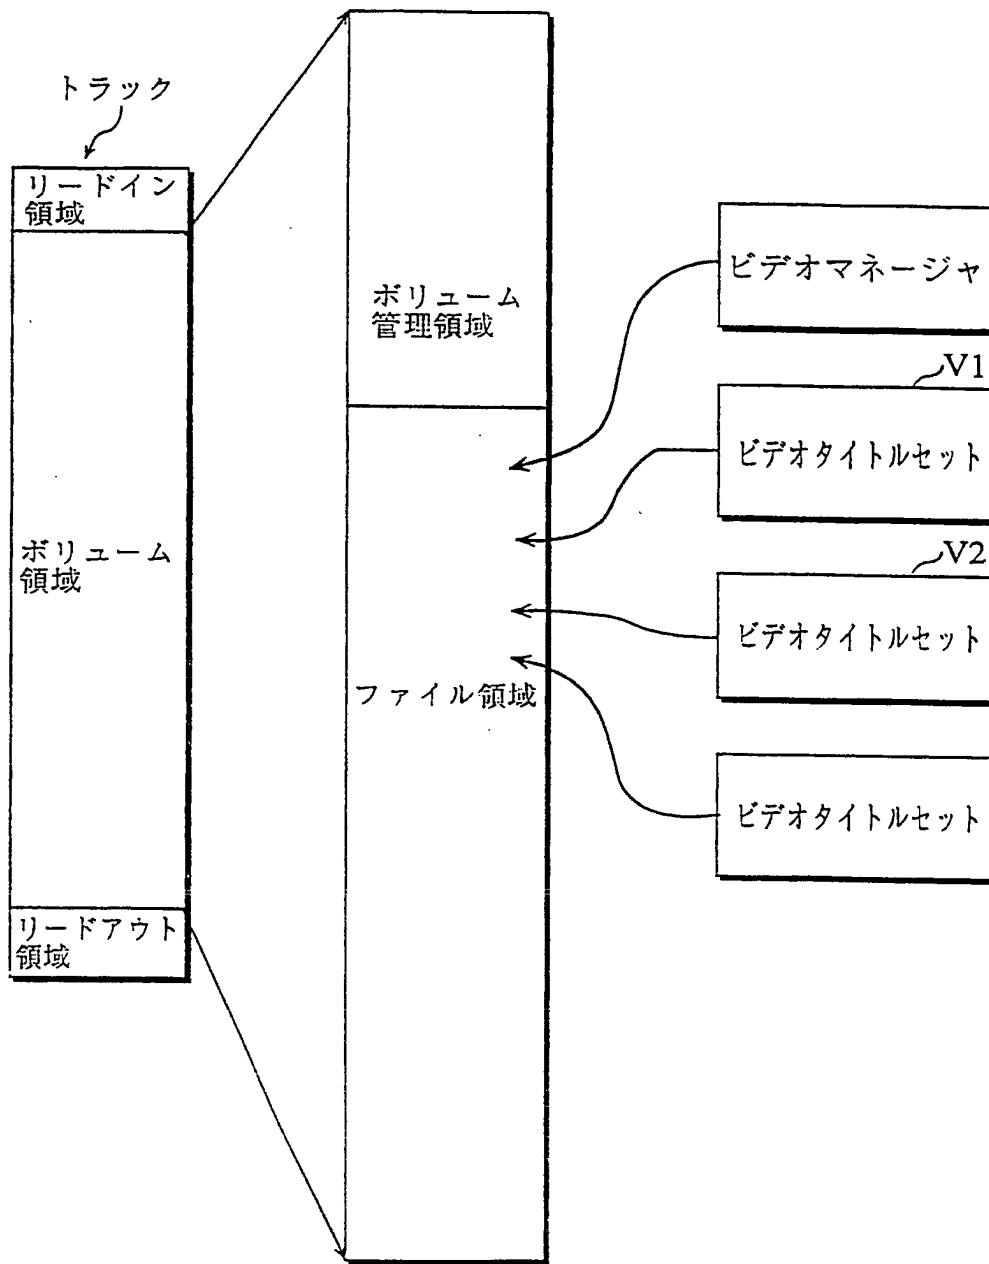 トラック
リードイン
領域
ボリューム
領域
リードアウト
領域
ボリューム
管理領域
ファイル領域
ビデオマネージャ
V1
ビデオタイトルセット
V2
ビデオタイトルセット
ビデオタイトルセット